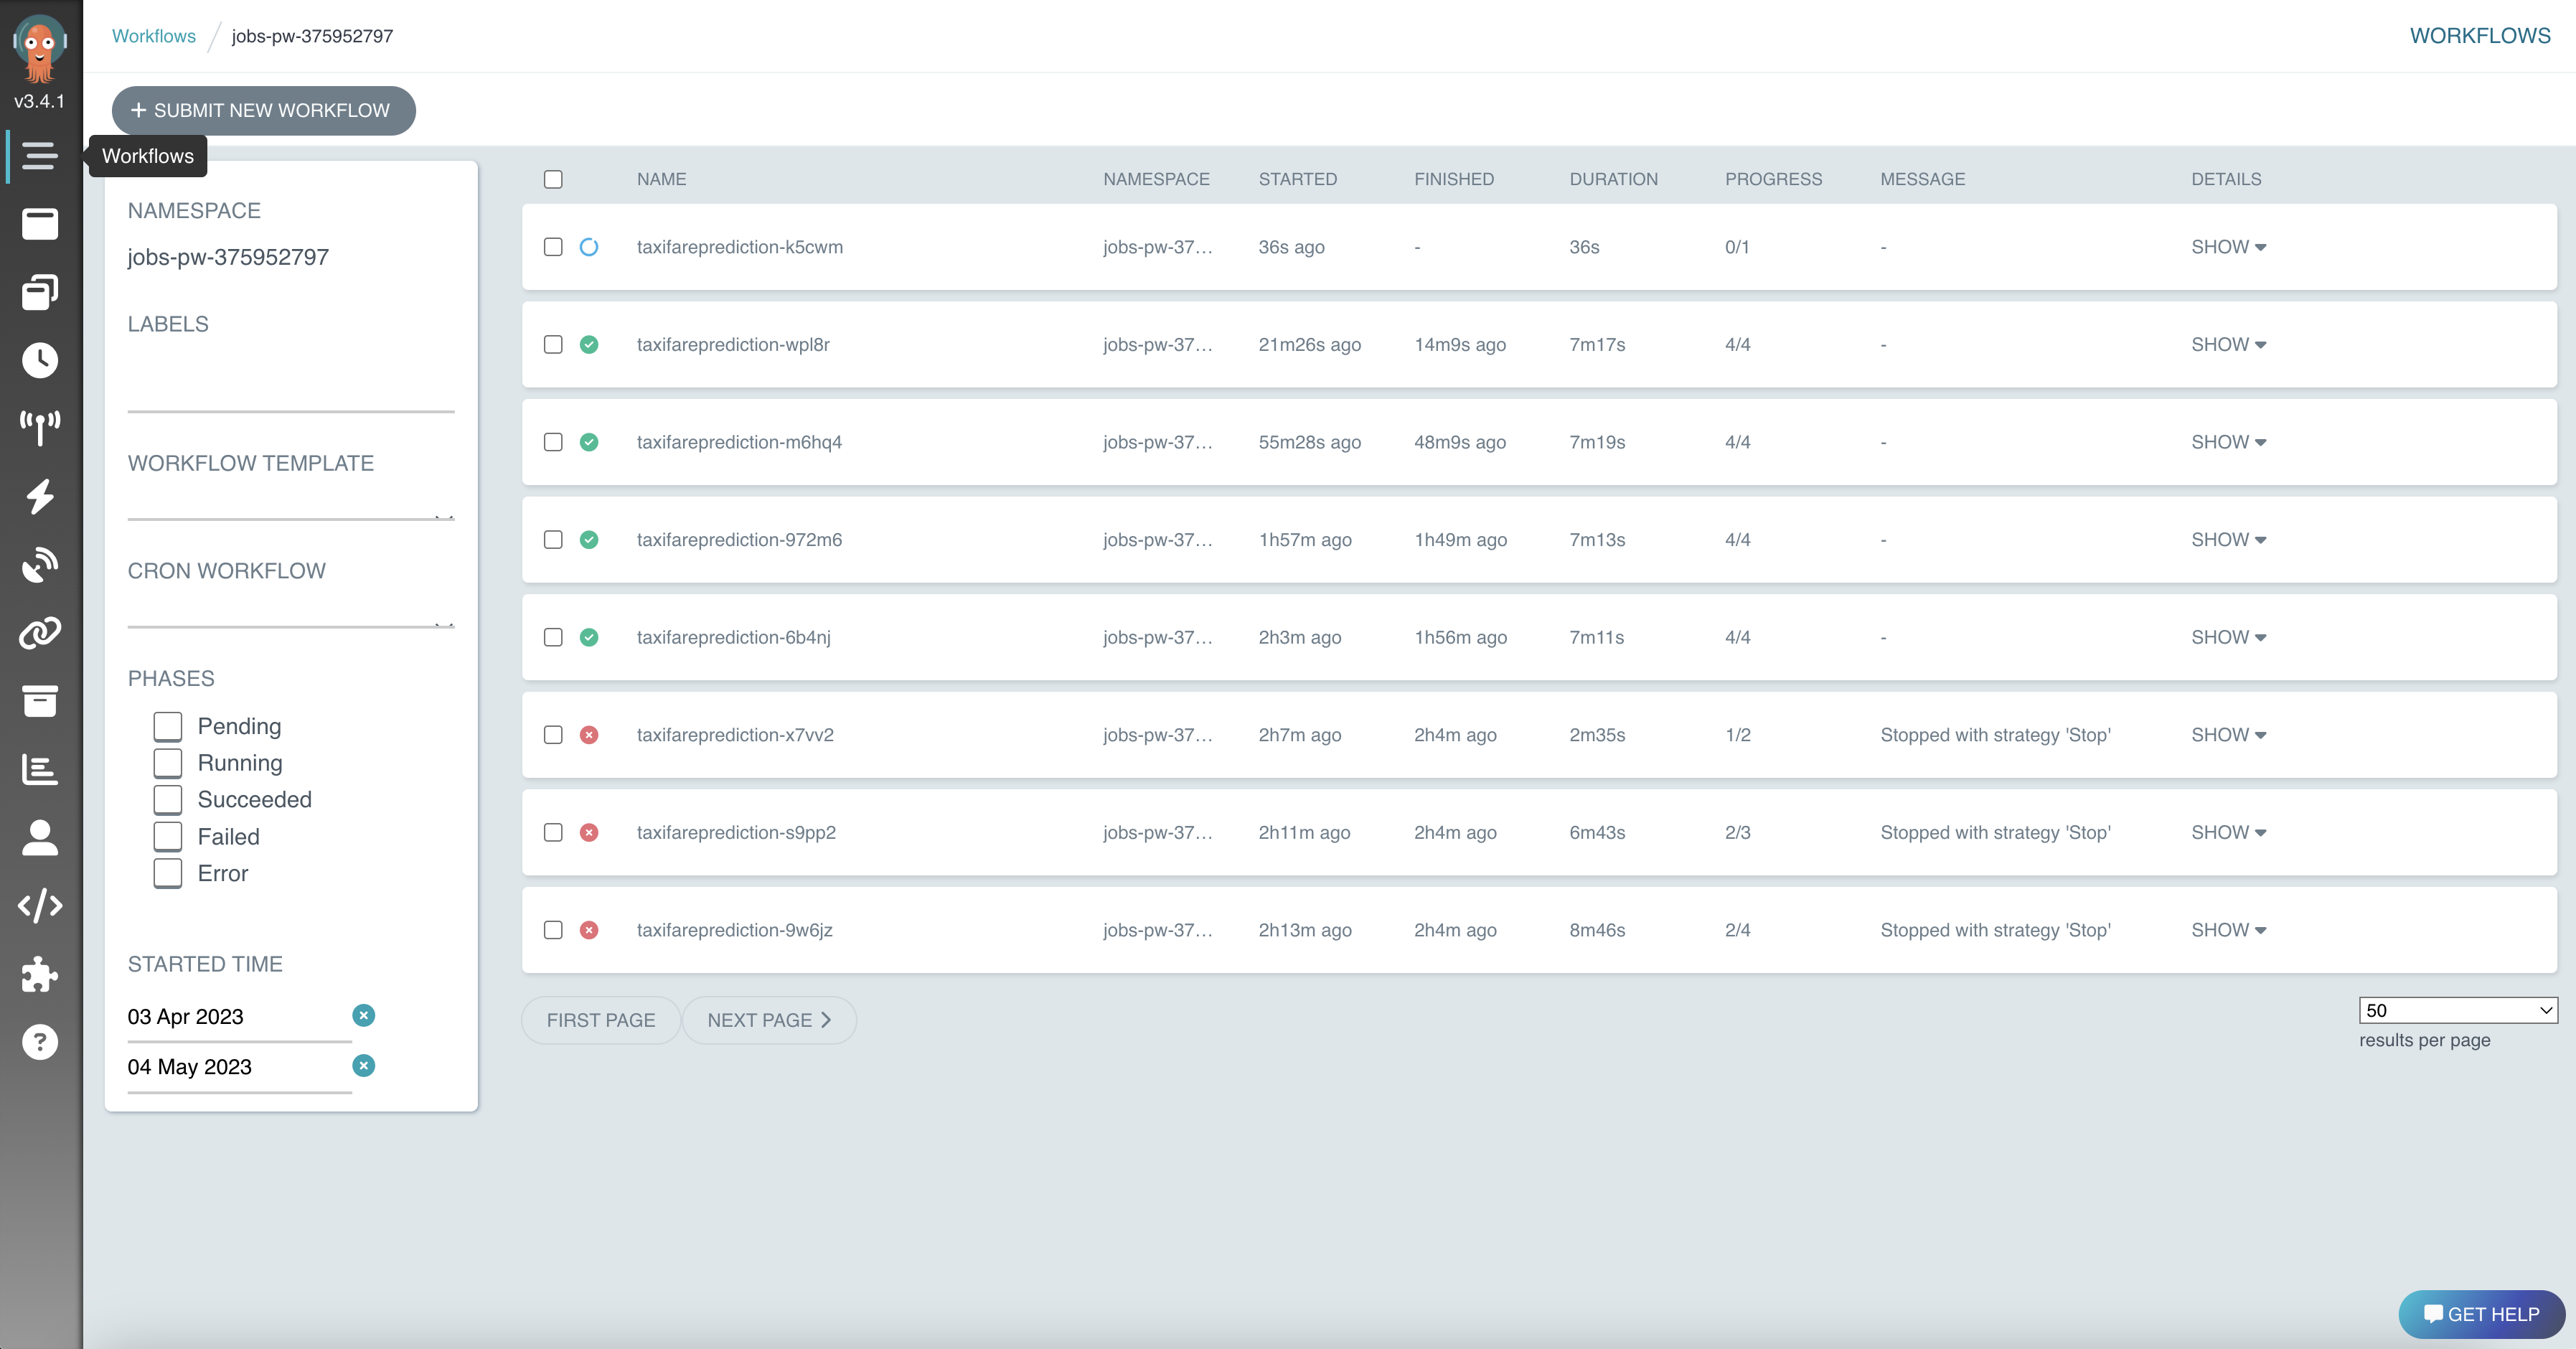 Workflows / jobs-pw-375952797
WORKFLOWS
v3.4.1
+ SUBMIT NEW WORKFLOW
Workflows
NAMESPACE
jobs-pw-375952797
LABELS
WORKFLOW TEMPLATE
CRON WORKFLOW
PHASES
Pending
Running
Succeeded
Failed
Error
STARTED TIME
03 Apr 2023
04 May 2023
NAME NAMESPACE STARTED FINISHED DURATION PROGRESS MESSAGE DETAILS
taxifareprediction-k5cwm jobs-pw-37... 36s ago - 36s 0/1 - SHOW
taxifareprediction-wpl8r jobs-pw-37... 21m26s ago 14m9s ago 7m17s 4/4 - SHOW
taxifareprediction-m6hq4 jobs-pw-37... 55m28s ago 48m9s ago 7m19s 4/4 - SHOW
taxifareprediction-972m6 jobs-pw-37... 1h57m ago 1h49m ago 7m13s 4/4 - SHOW
taxifareprediction-6b4nj jobs-pw-37... 2h3m ago 1h56m ago 7m11s 4/4 - SHOW
taxifareprediction-x7vv2 jobs-pw-37... 2h7m ago 2h4m ago 2m35s 1/2 Stopped with strategy 'Stop' SHOW
taxifareprediction-s9pp2 jobs-pw-37... 2h11m ago 2h4m ago 6m43s 2/3 Stopped with strategy 'Stop' SHOW
taxifareprediction-9w6jz jobs-pw-37... 2h13m ago 2h4m ago 8m46s 2/4 Stopped with strategy 'Stop' SHOW
FIRST PAGE NEXT PAGE
50
results per page
GET HELP